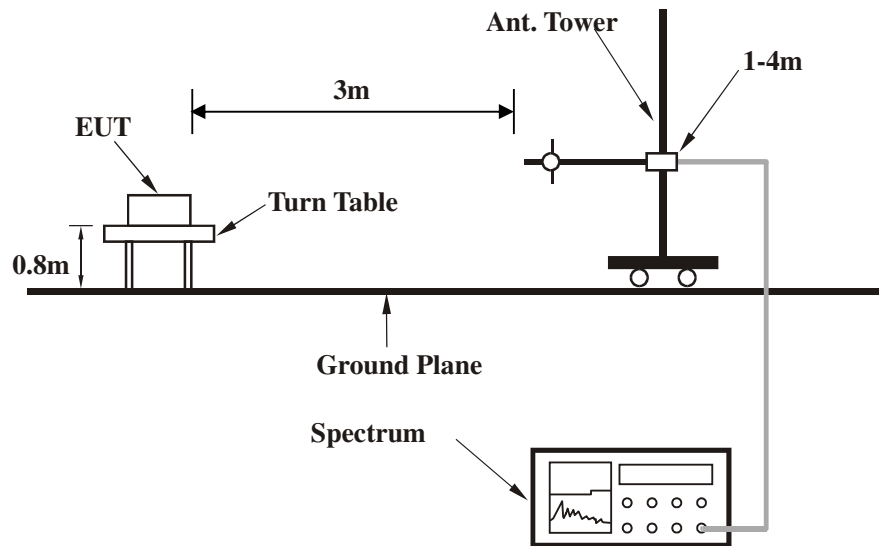 Ant. Tower
1-4m
3m
EUT
Turn Table
0.8m
Ground Plane
Spectrum